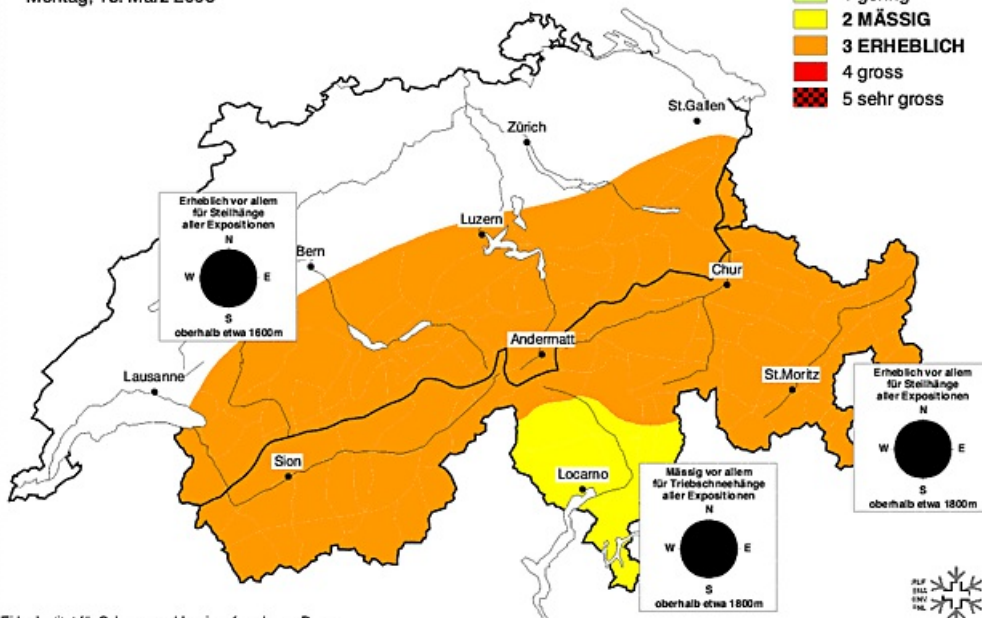 2 MÄSSIG
3 ERHEBLICH
4 gross
5 sehr gross
St.Gallen
Zürich
Erheblich vor allem
für Steilhänge
aller Expositionen
N
W E
S
oberhalb etwa 1600m
Luzern
Bern
Chur
Andermatt
Lausanne
St.Moritz
Erheblich vor allem
für Steilhänge
aller Expositionen
N
W E
S
oberhalb etwa 1800m
Sion
Locarno
Mässig vor allem
für Triebschneehänge
aller Expositionen
N
W E
S
oberhalb etwa 1800m
SLF